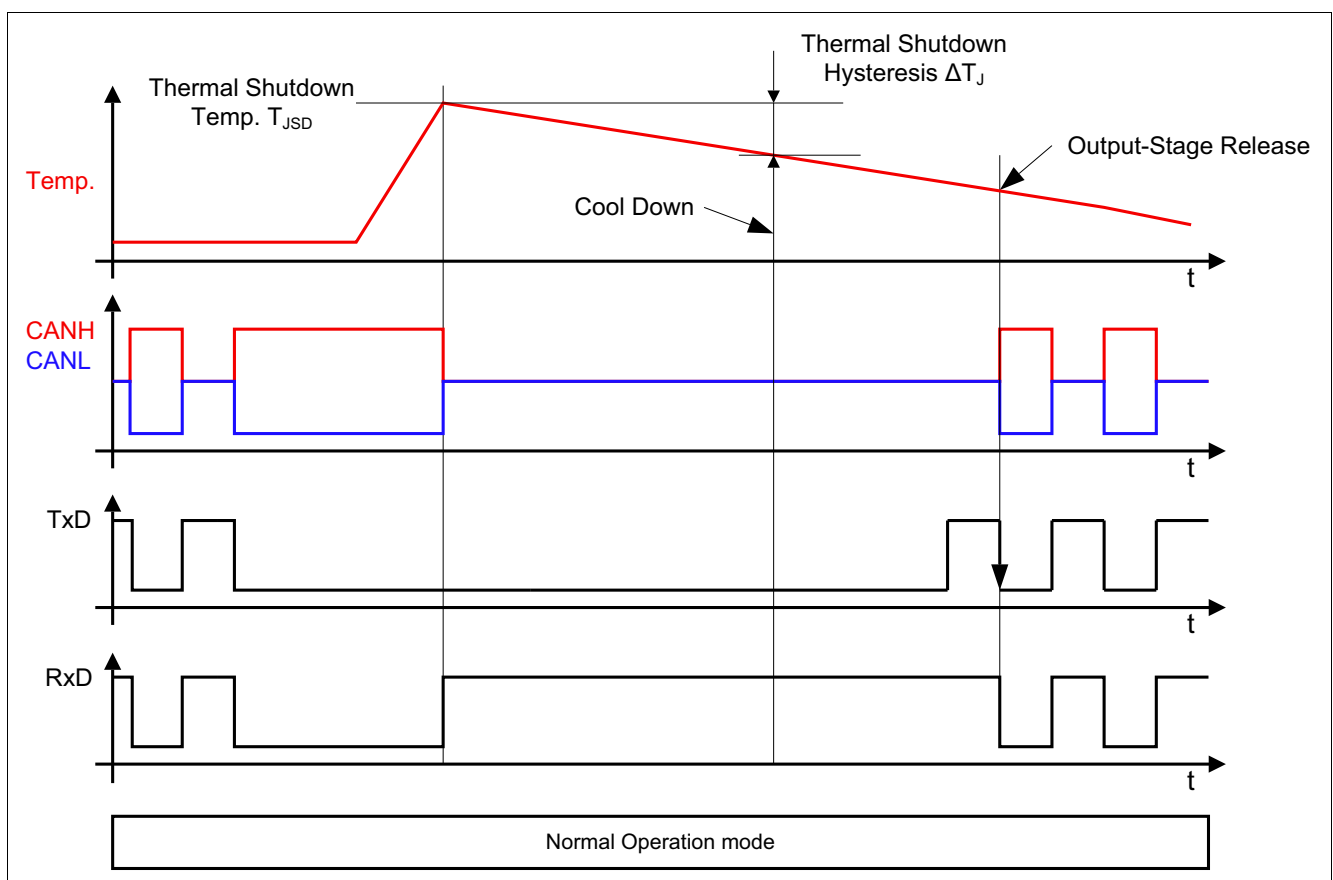 Thermal Shutdown
Hysteresis ΔTJ
Thermal Shutdown
Temp. TJSD
Output-Stage Release
Temp.
Cool Down
t
CANH
CANL
t
TxD
t
RxD
t
Normal Operation mode